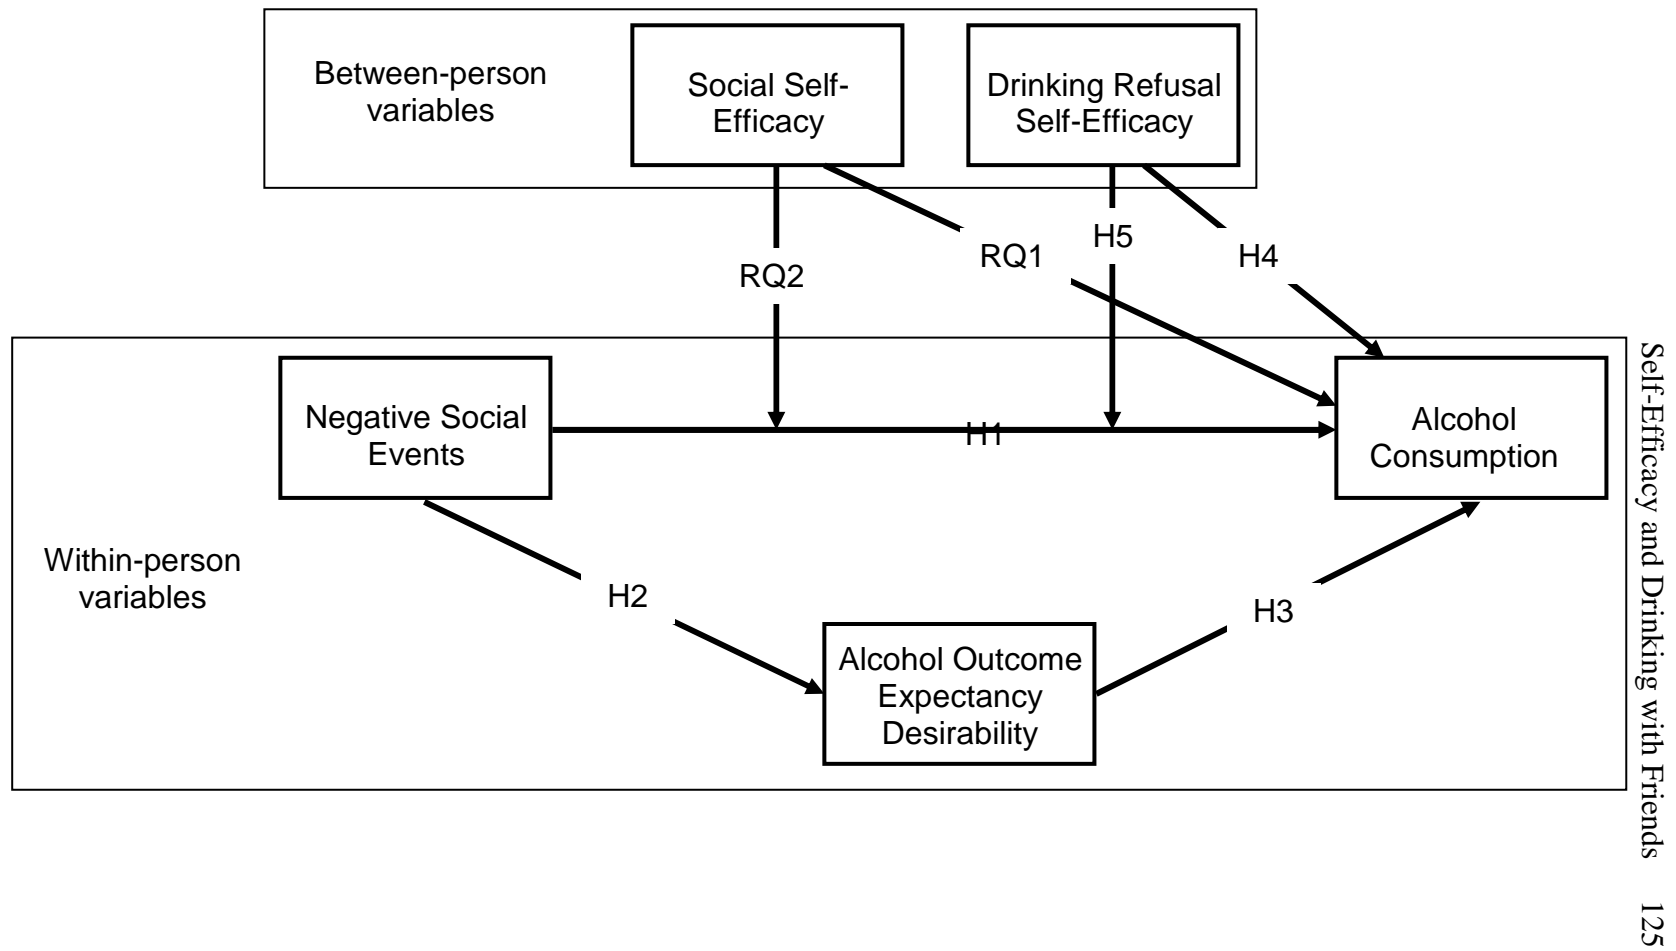 Between-person
variables
Social Self-
Efficacy
Drinking Refusal
Self-Efficacy
RQ2
RQ1
H5
H4
Negative Social
Events
H1
Alcohol
Consumption
Within-person
variables
H2
H3
Alcohol Outcome
Expectancy
Desirability
Self-Efficacy and Drinking with Friends 125